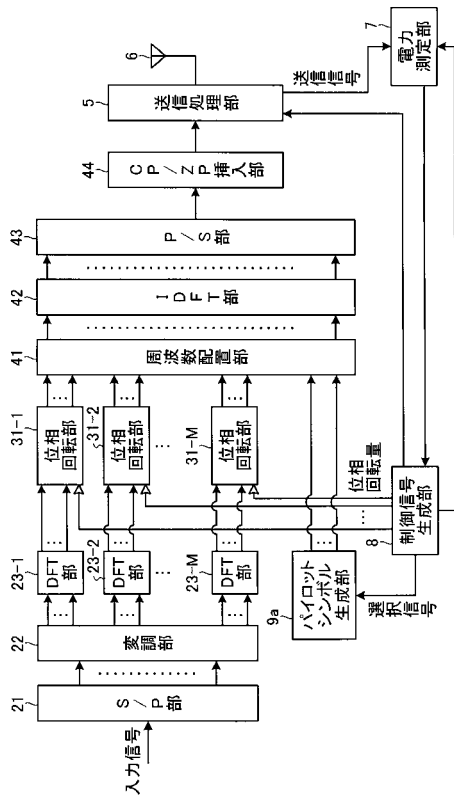 入力信号
21
S/P部
22
変調部
23-1
DFT部
23-2
DFT部
23-M
DFT部
31-1
位相
回転部
31-2
位相
回転部
31-M
位相
回転部
41
周波数配置部
42
IDFT部
43
P/S部
44
CP/ZP挿入部
5
送信処理部
6
送信信号
7
電力
測定部
位相回転量
8
制御信号
生成部
選択信号
9a
パイロット
シンボル
生成部